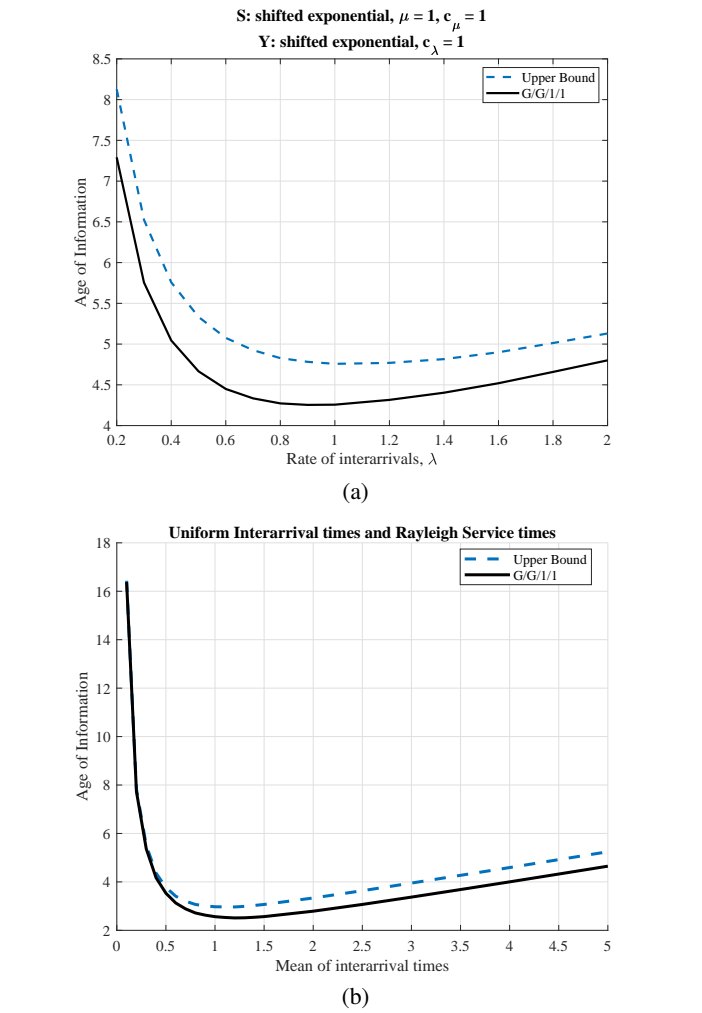 S: shifted exponential, μ = 1, c_μ = 1
Y: shifted exponential, c_λ = 1
8.5
8
7.5
7
6.5
6
5.5
5
4.5
4
Age of Information
Upper Bound
G/G/1/1
0.2 0.4 0.6 0.8 1 1.2 1.4 1.6 1.8 2
Rate of interarrivals, λ
(a)
Uniform Interarrival times and Rayleigh Service times
18
16
14
12
10
8
6
4
2
Age of Information
Upper Bound
G/G/1/1
0 0.5 1 1.5 2 2.5 3 3.5 4 4.5 5
Mean of interarrival times
(b)